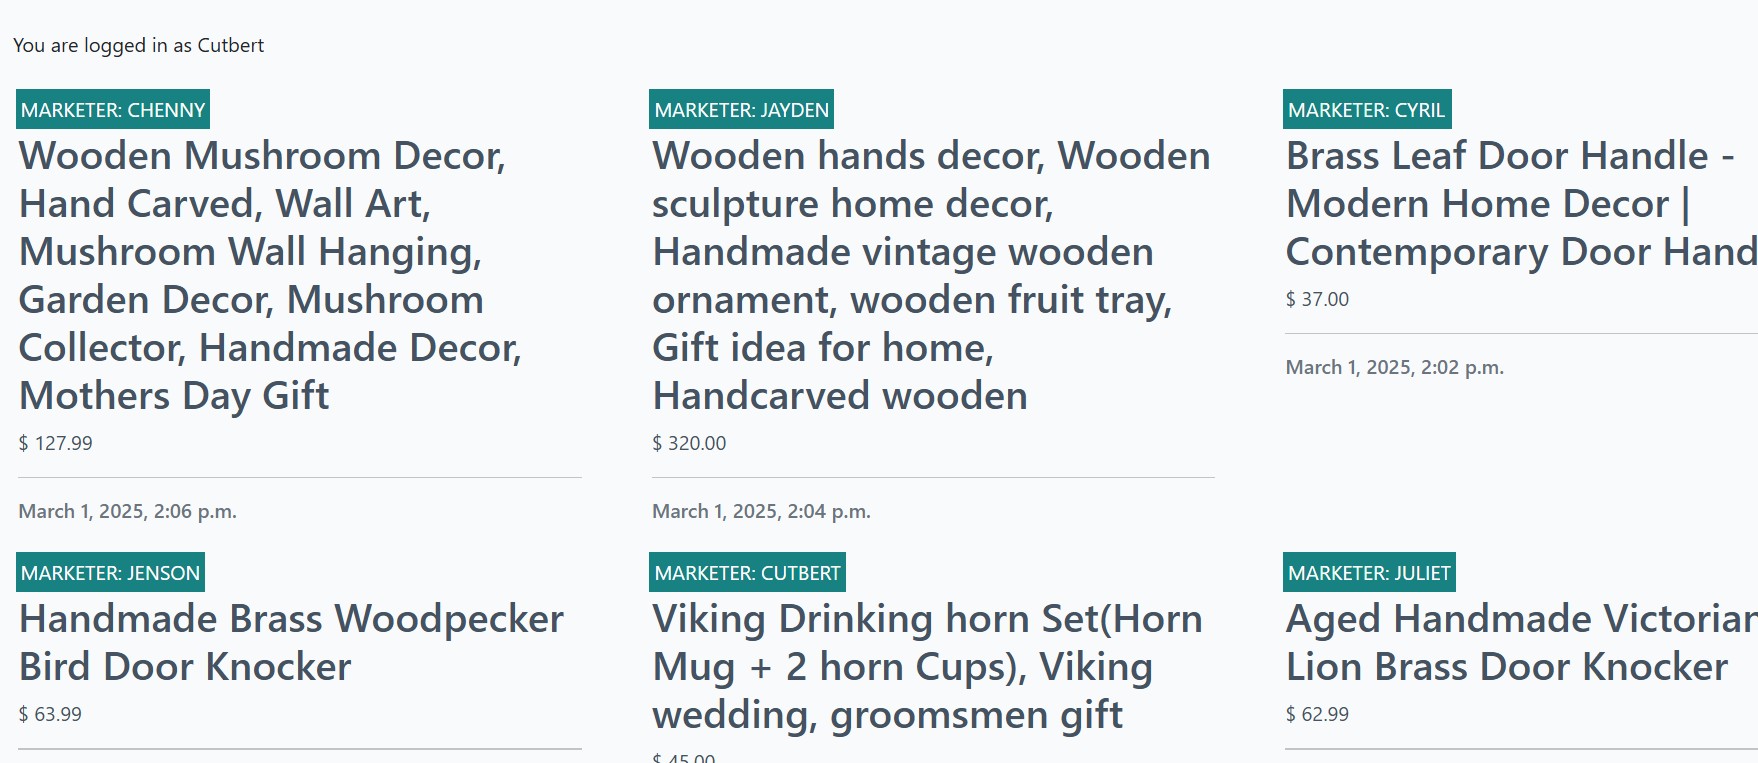 You are logged in as Cutbert
MARKETER: CHENNY
Wooden Mushroom Decor,
Hand Carved, Wall Art,
Mushroom Wall Hanging,
Garden Decor, Mushroom
Collector, Handmade Decor,
Mothers Day Gift
$ 127.99
March 1, 2025, 2:06 p.m.
MARKETER: JAYDEN
Wooden hands decor, Wooden
sculpture home decor,
Handmade vintage wooden
ornament, wooden fruit tray,
Gift idea for home,
Handcarved wooden
$ 320.00
March 1, 2025, 2:04 p.m.
MARKETER: CYRIL
Brass Leaf Door Handle -
Modern Home Decor |
Contemporary Door Hand
$ 37.00
March 1, 2025, 2:02 p.m.
MARKETER: JENSON
Handmade Brass Woodpecker
Bird Door Knocker
$ 63.99
MARKETER: CUTBERT
Viking Drinking horn Set(Horn
Mug + 2 horn Cups), Viking
wedding, groomsmen gift
$ 45.00
MARKETER: JULIET
Aged Handmade Victorian
Lion Brass Door Knocker
$ 62.99